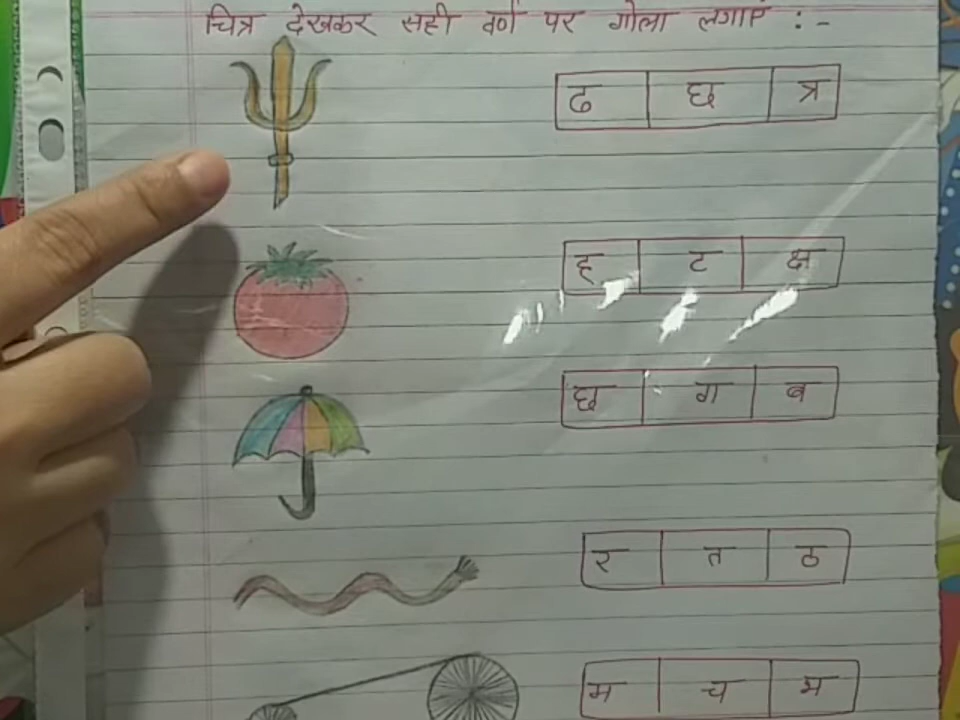 चित्र देखकर सही वर्ण पर गोला लगाएं :-
ढ छ त्र
ह ट क्ष
छ ग ब
र त ठ
म च भ